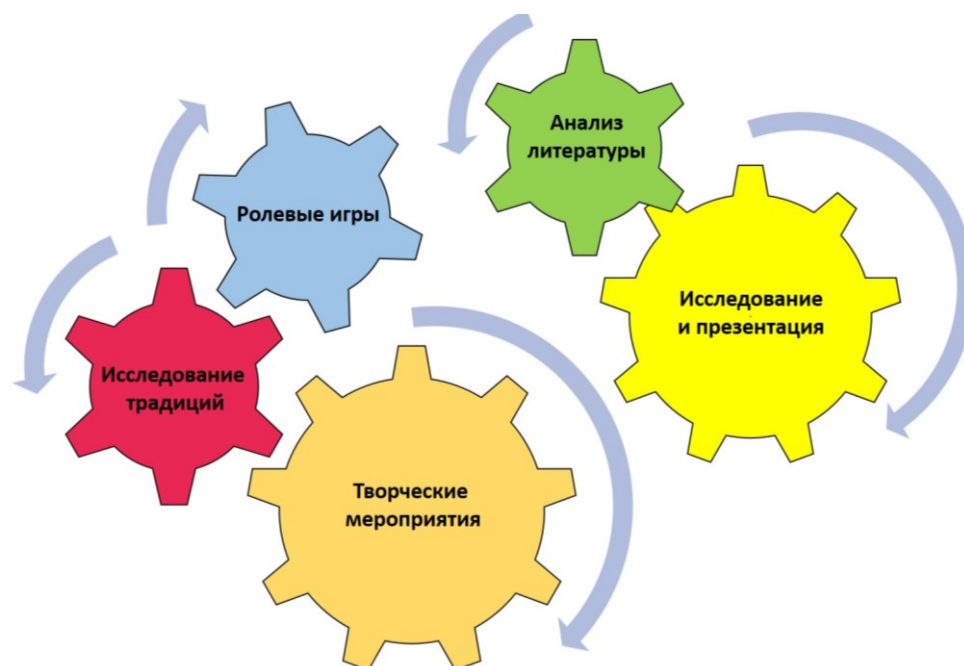 Анализ
литературы
Ролевые игры
Исследование
и презентация
Исследование
традиций
Творческие
мероприятия